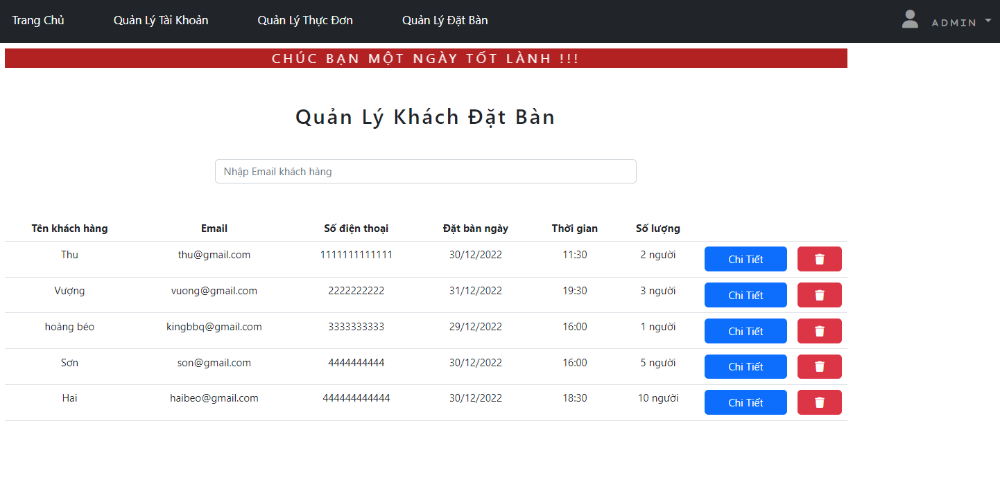 Trang Chủ Quản Lý Tài Khoản Quản Lý Thực Đơn Quản Lý Đặt Bàn ADMIN
CHÚC BẠN MỘT NGÀY TỐT LÀNH !!!
Quản Lý Khách Đặt Bàn
Nhập Email khách hàng
Tên khách hàng Email Số điện thoại Đặt bàn ngày Thời gian Số lượng
Thu thu@gmail.com 1111111111111 30/12/2022 11:30 2 người Chi Tiết
Vượng vuong@gmail.com 2222222222 31/12/2022 19:30 3 người Chi Tiết
hoàng béo kingbbq@gmail.com 3333333333 29/12/2022 16:00 1 người Chi Tiết
Sơn son@gmail.com 4444444444 30/12/2022 16:00 5 người Chi Tiết
Hai haibeo@gmail.com 444444444444 30/12/2022 18:30 10 người Chi Tiết